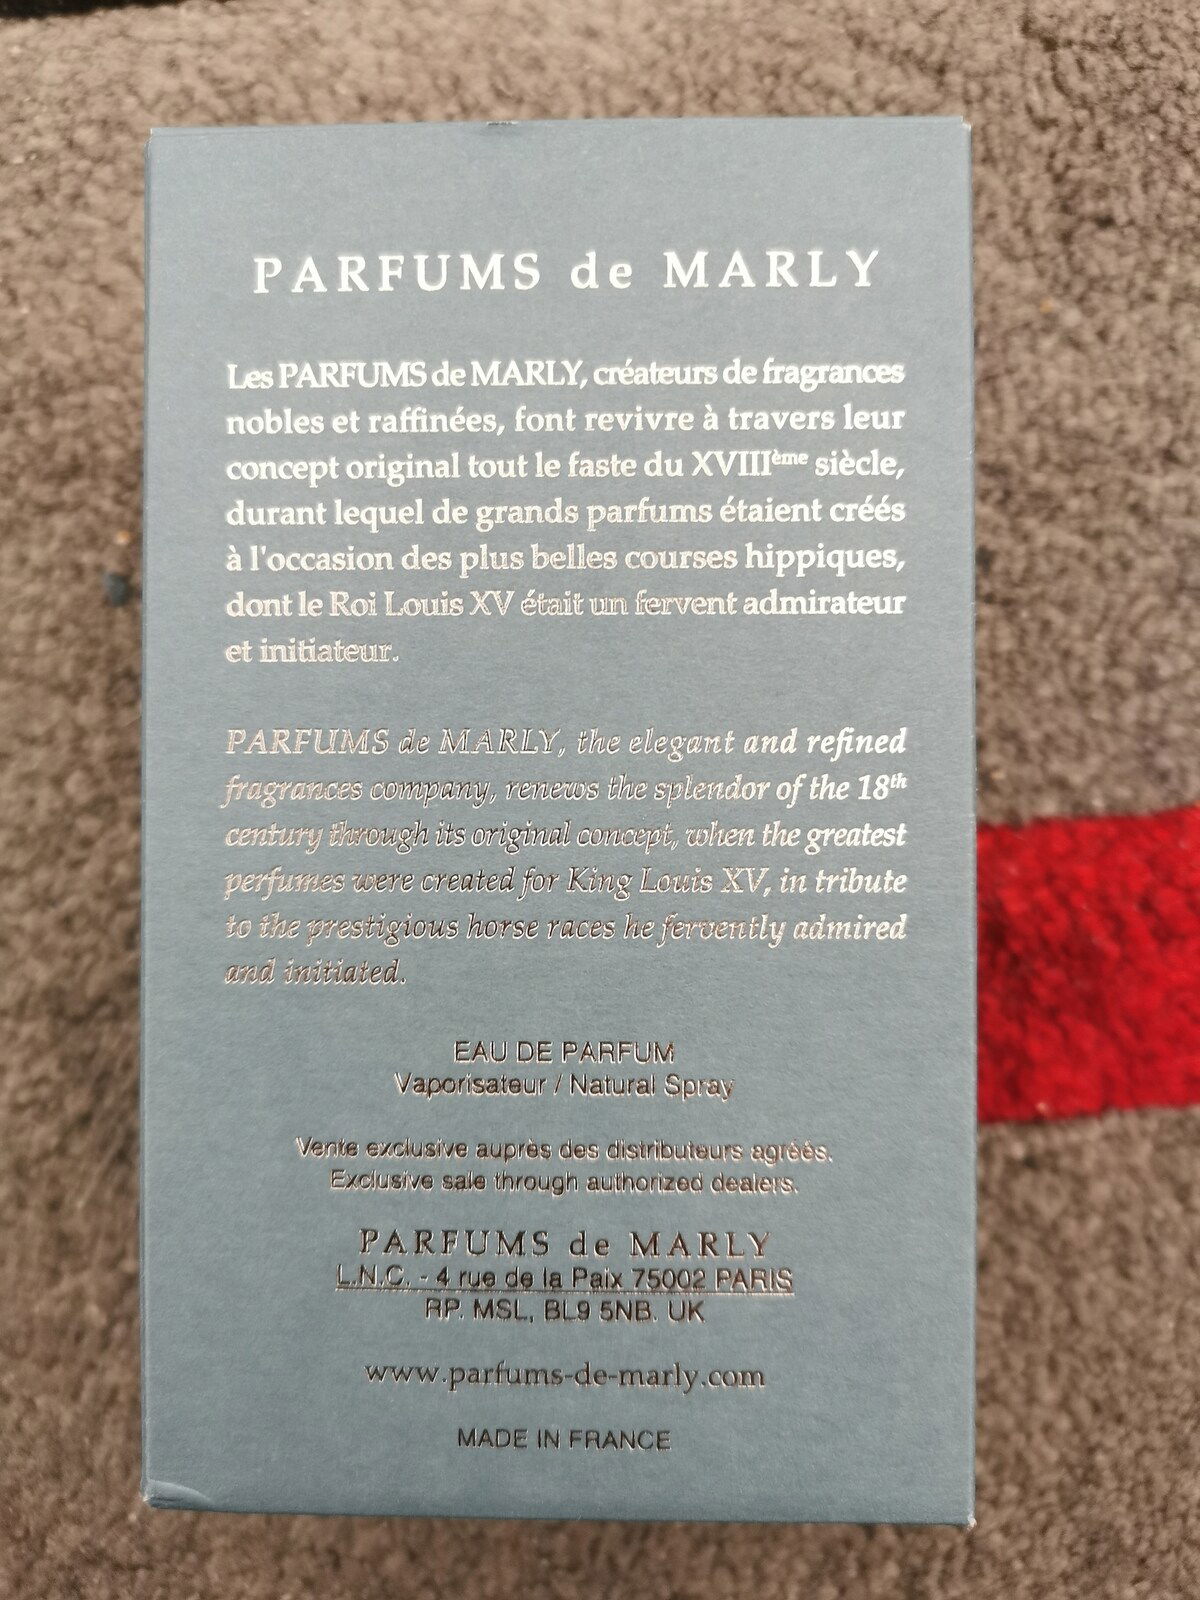 PARFUMS de MARLY
Les PARFUMS de MARLY, créateurs de fragrances
nobles et raffinées, font revivre à travers leur
concept original tout le faste du XVIIIème siècle,
durant lequel de grands parfums étaient créés
à l'occasion des plus belles courses hippiques,
dont le Roi Louis XV était un fervent admirateur
et initiateur.
PARFUMS de MARLY, the elegant and refined
fragrances company, renews the splendor of the 18th
century through its original concept, when the greatest
perfumes were created for King Louis XV, in tribute
to the prestigious horse races he fervently admired
and initiated.
EAU DE PARFUM
Vaporisateur / Natural Spray
Vente exclusive auprès des distributeurs agréés.
Exclusive sale through authorized dealers.
PARFUMS de MARLY
L.N.C. - 4 rue de la Paix 75002 PARIS
RP. MSL, BL9 5NB. UK
www.parfums-de-marly.com
MADE IN FRANCE